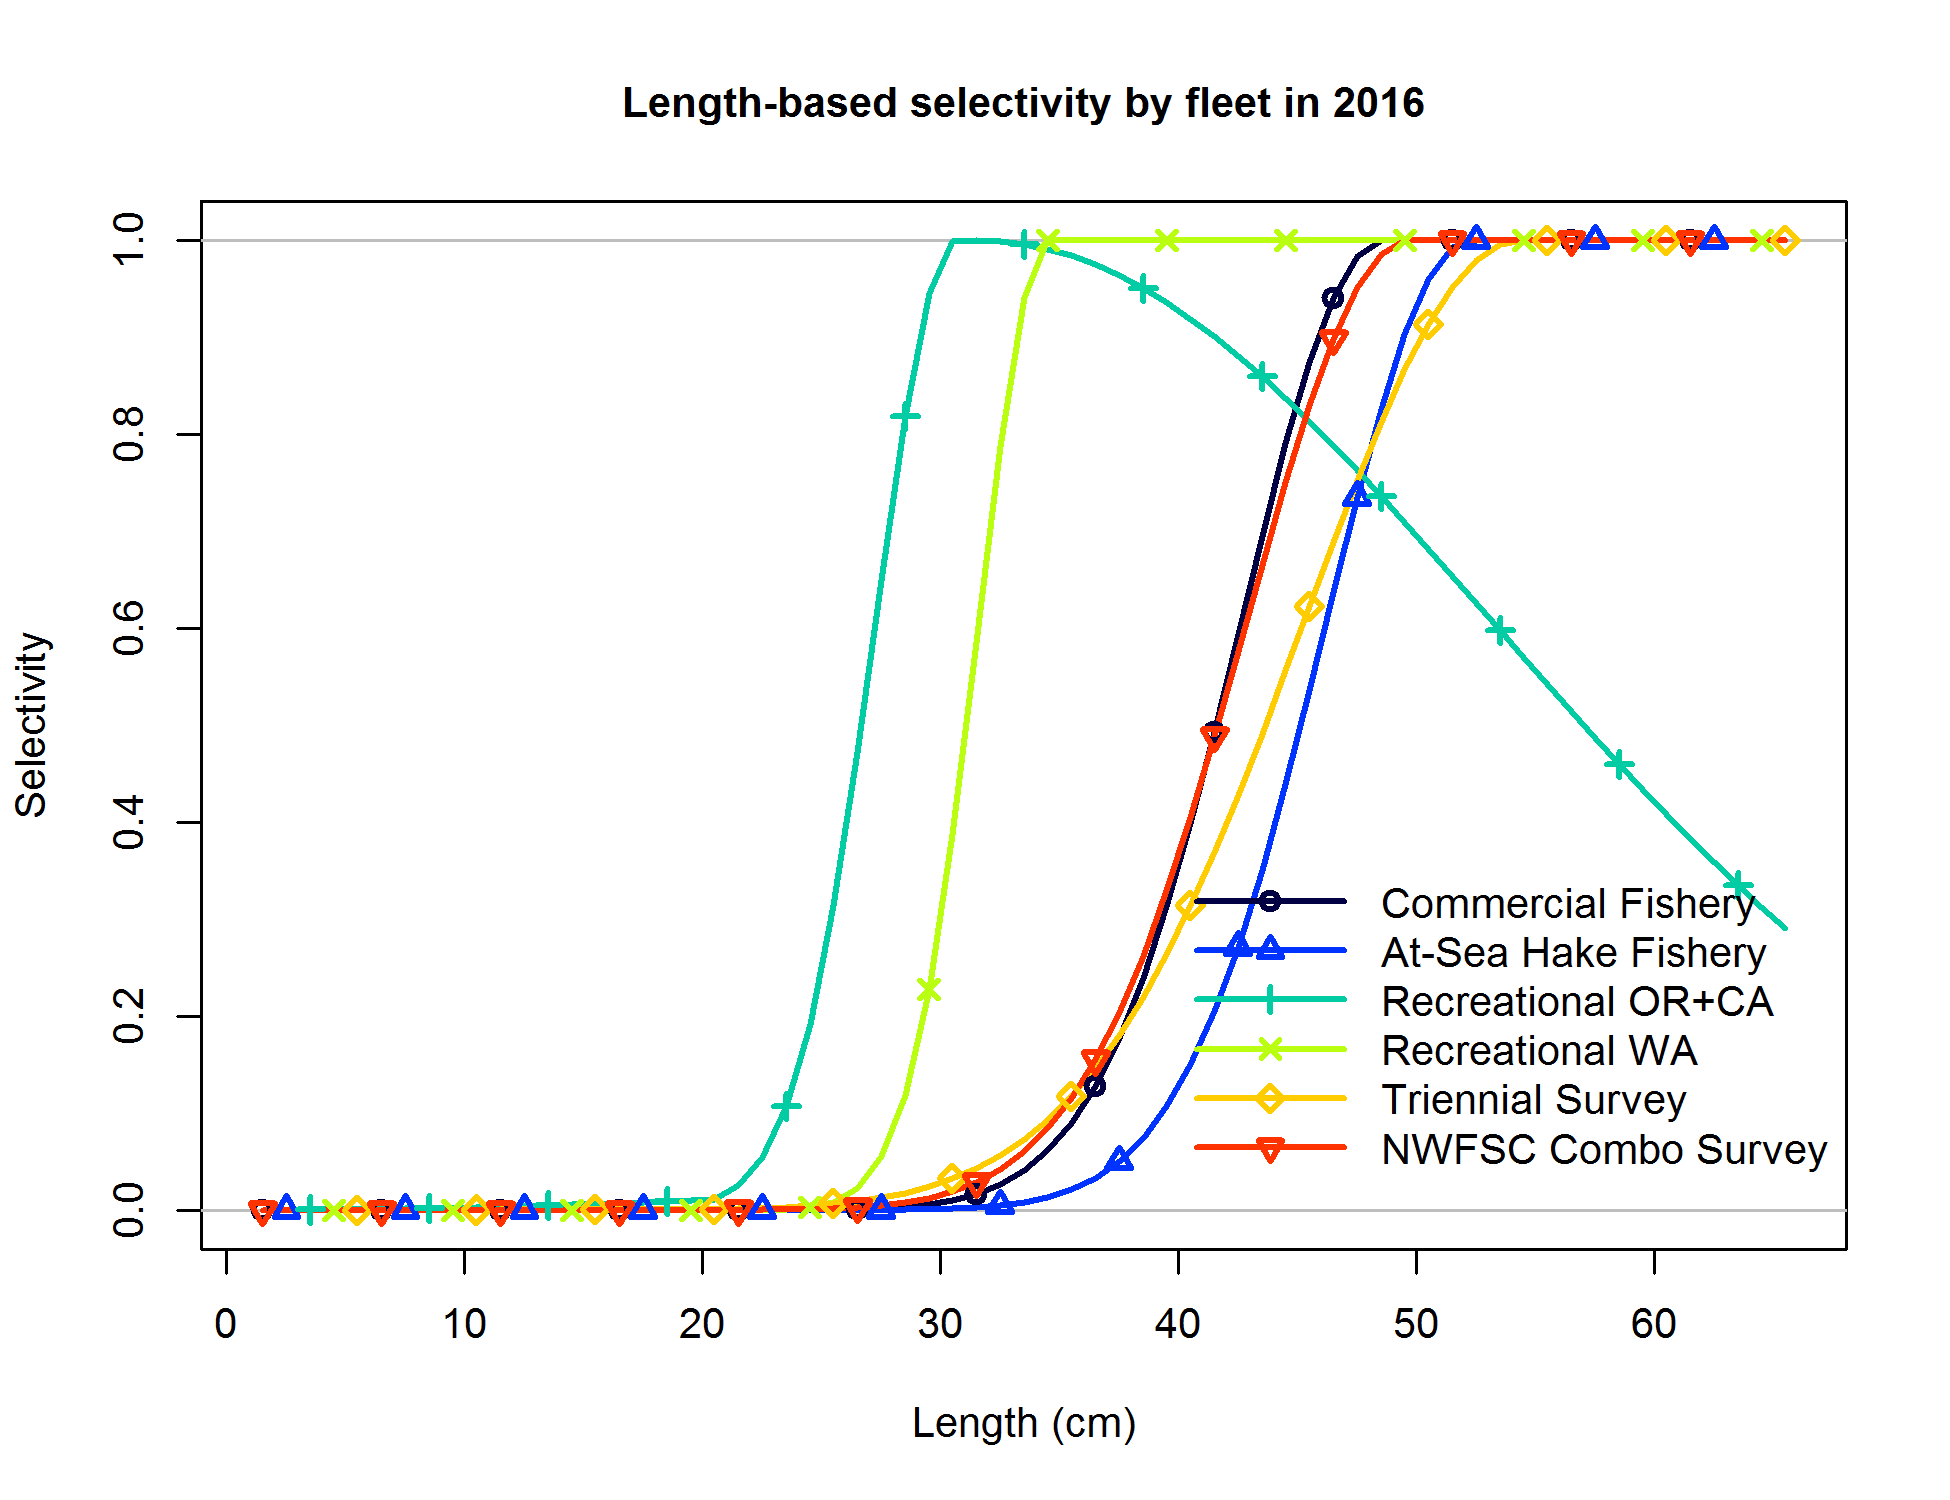 Length-based selectivity by fleet in 2016
1.0
0.8
0.6
0.4
0.2
0.0
Selectivity
Commercial Fishery
At-Sea Hake Fishery
Recreational OR+CA
Recreational WA
Triennial Survey
NWFSC Combo Survey
0 10 20 30 40 50 60
Length (cm)